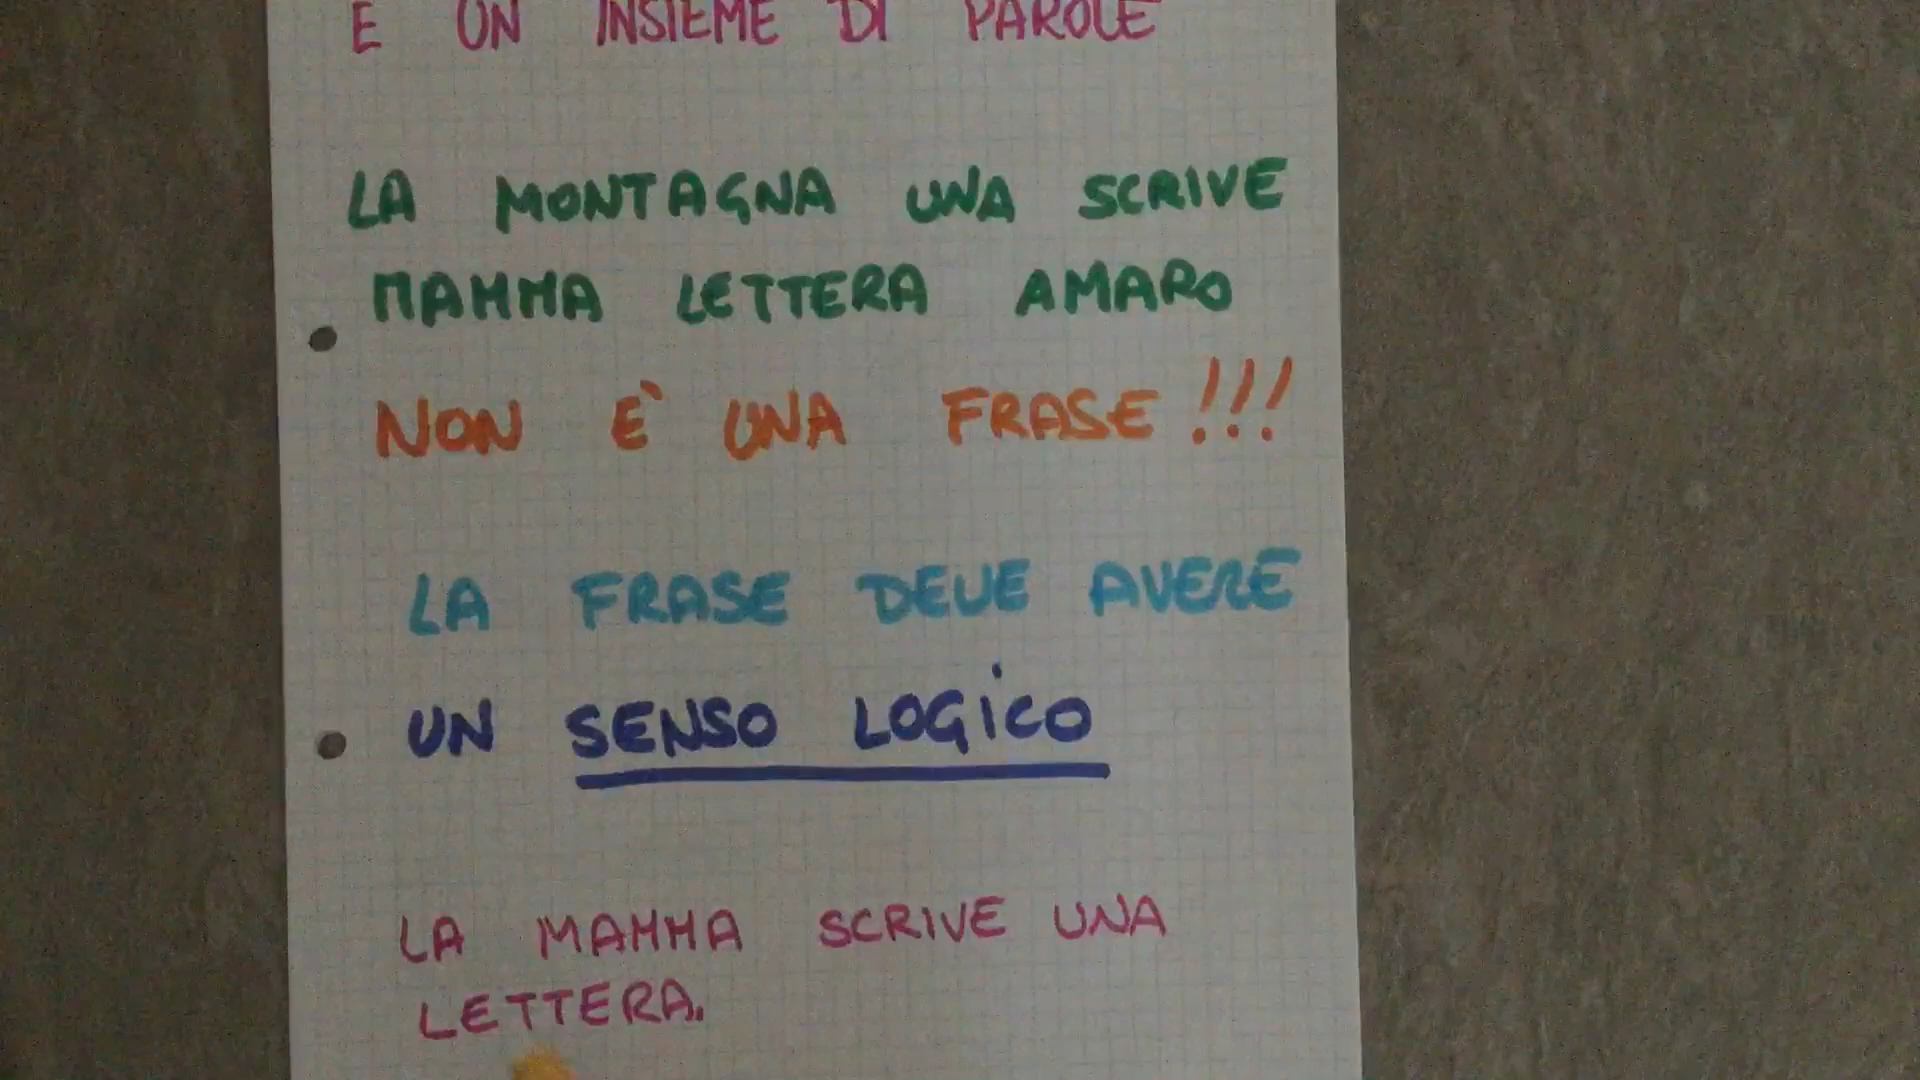 È UN INSIEME DI PAROLE
LA MONTAGNA UNA SCRIVE
MAMMA LETTERA AMARO
NON È UNA FRASE!!!
LA FRASE DEVE AVERE
UN SENSO LOGICO
LA MAMMA SCRIVE UNA
LETTERA.